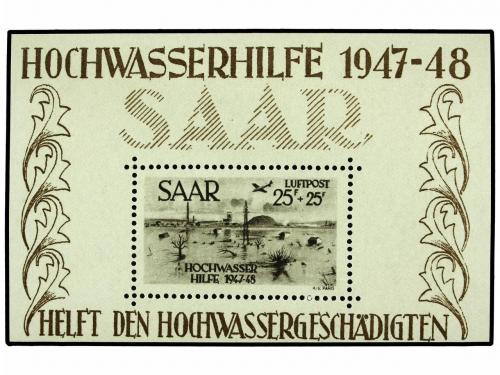 HOCHWASSERHILFE 1947-48
SAAR
SAAR
LUFTPOST
25F + 25F
HOCHWASSER
HILFE 1947-48
HELFT DEN HOCHWASSERGESCHÄDIGTEN